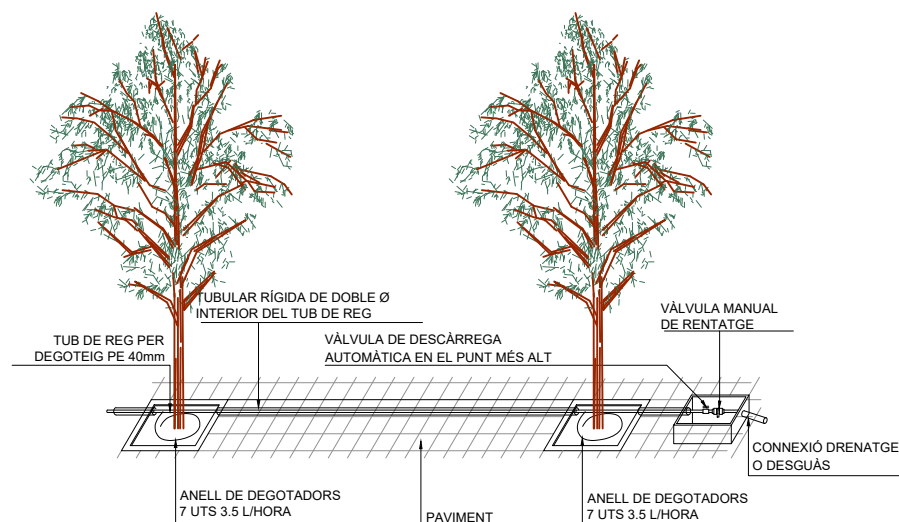 TUBULAR RÍGIDA DE DOBLE Ø
INTERIOR DEL TUB DE REG
TUB DE REG PER
DEGOTEIG PE 40mm
VÀLVULA DE DESCÀRREGA
AUTOMÀTICA EN EL PUNT MÉS ALT
VÀLVULA MANUAL
DE RENTATGE
CONNEXIÓ DRENATGE
O DESGUÀS
ANELL DE DEGOTADORS
7 UTS 3.5 L/HORA
PAVIMENT
ANELL DE DEGOTADORS
7 UTS 3.5 L/HORA